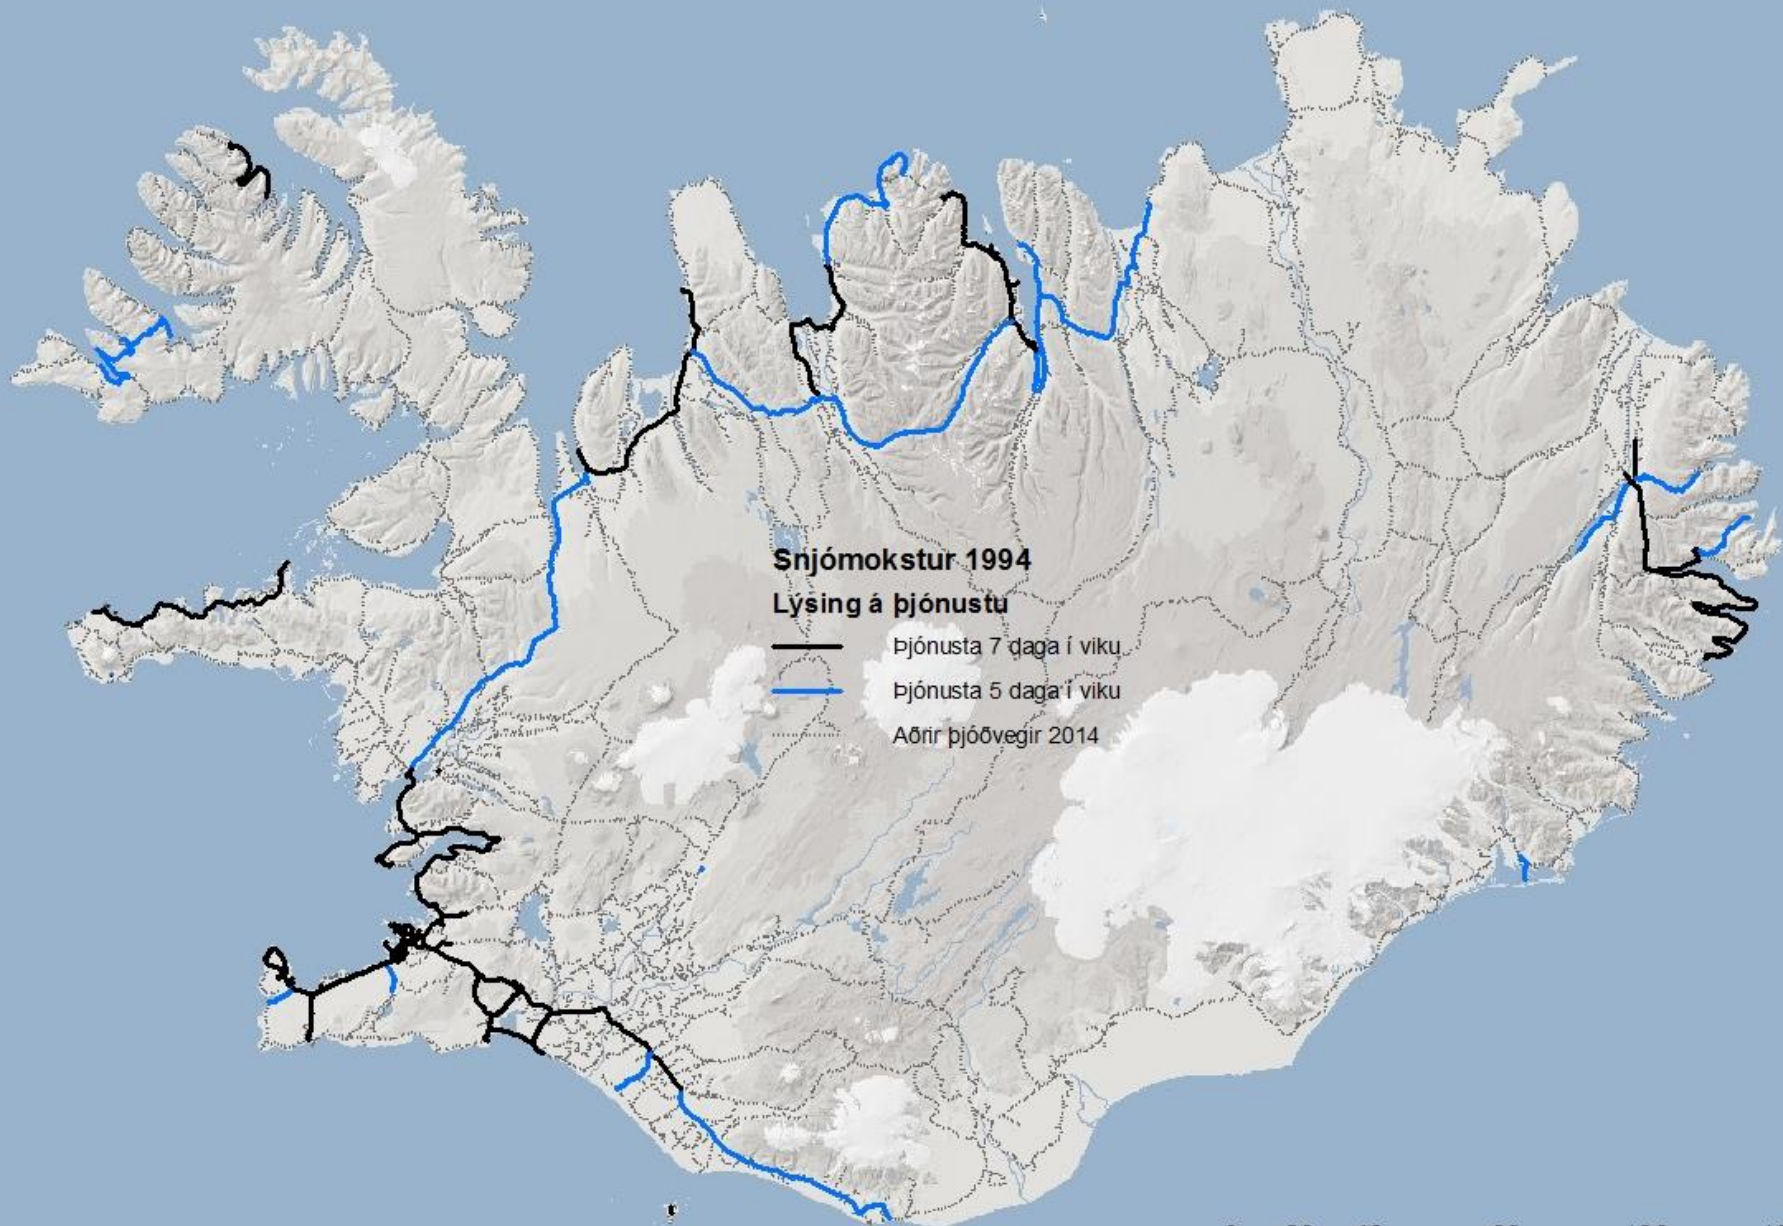 Snjómokstur 1994
Lýsing á þjónustu
Þjónusta 7 daga í viku
Þjónusta 5 daga í viku
Aðrir þjóðvegir 2014